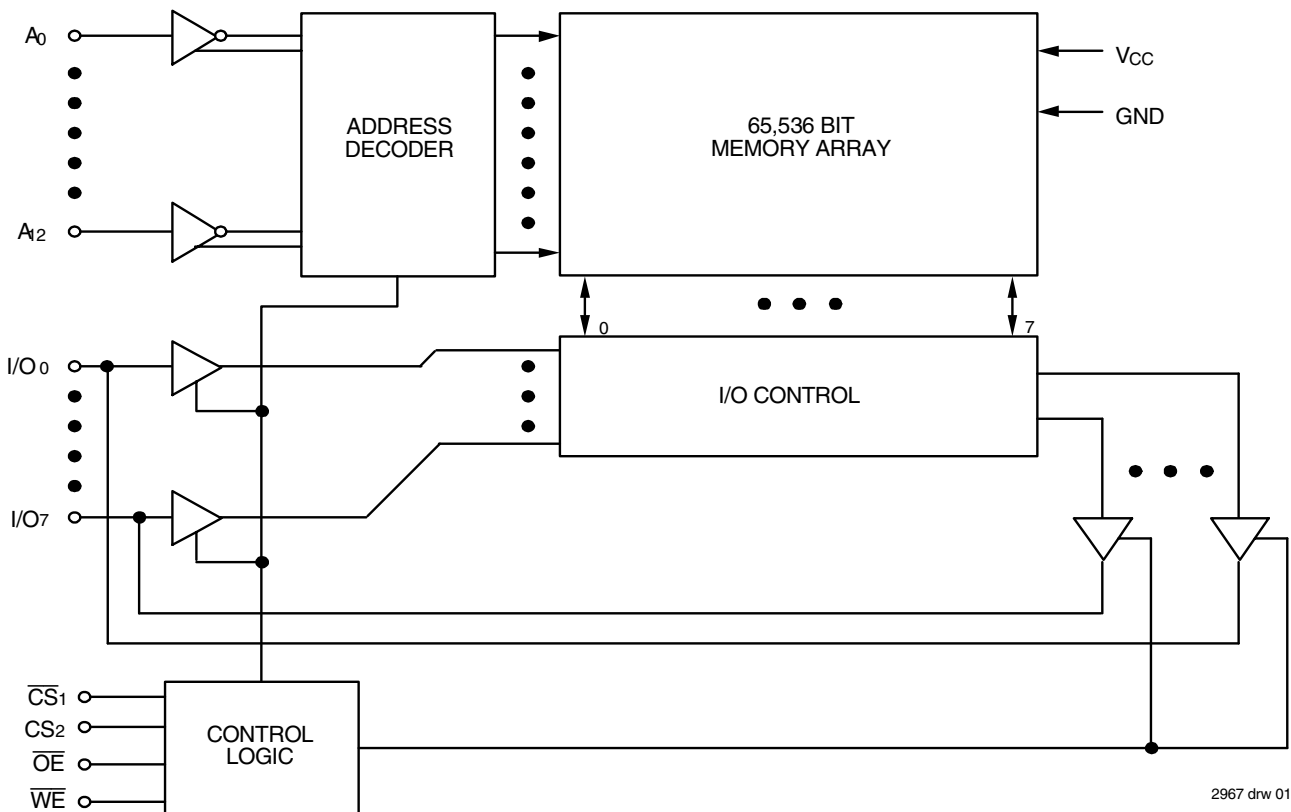 A0
VCC
GND
ADDRESS
DECODER
65,536 BIT
MEMORY ARRAY
A12
0
7
I/O 0
I/O CONTROL
I/O7
CS1
CS2
OE
WE
CONTROL
LOGIC
2967 drw 01